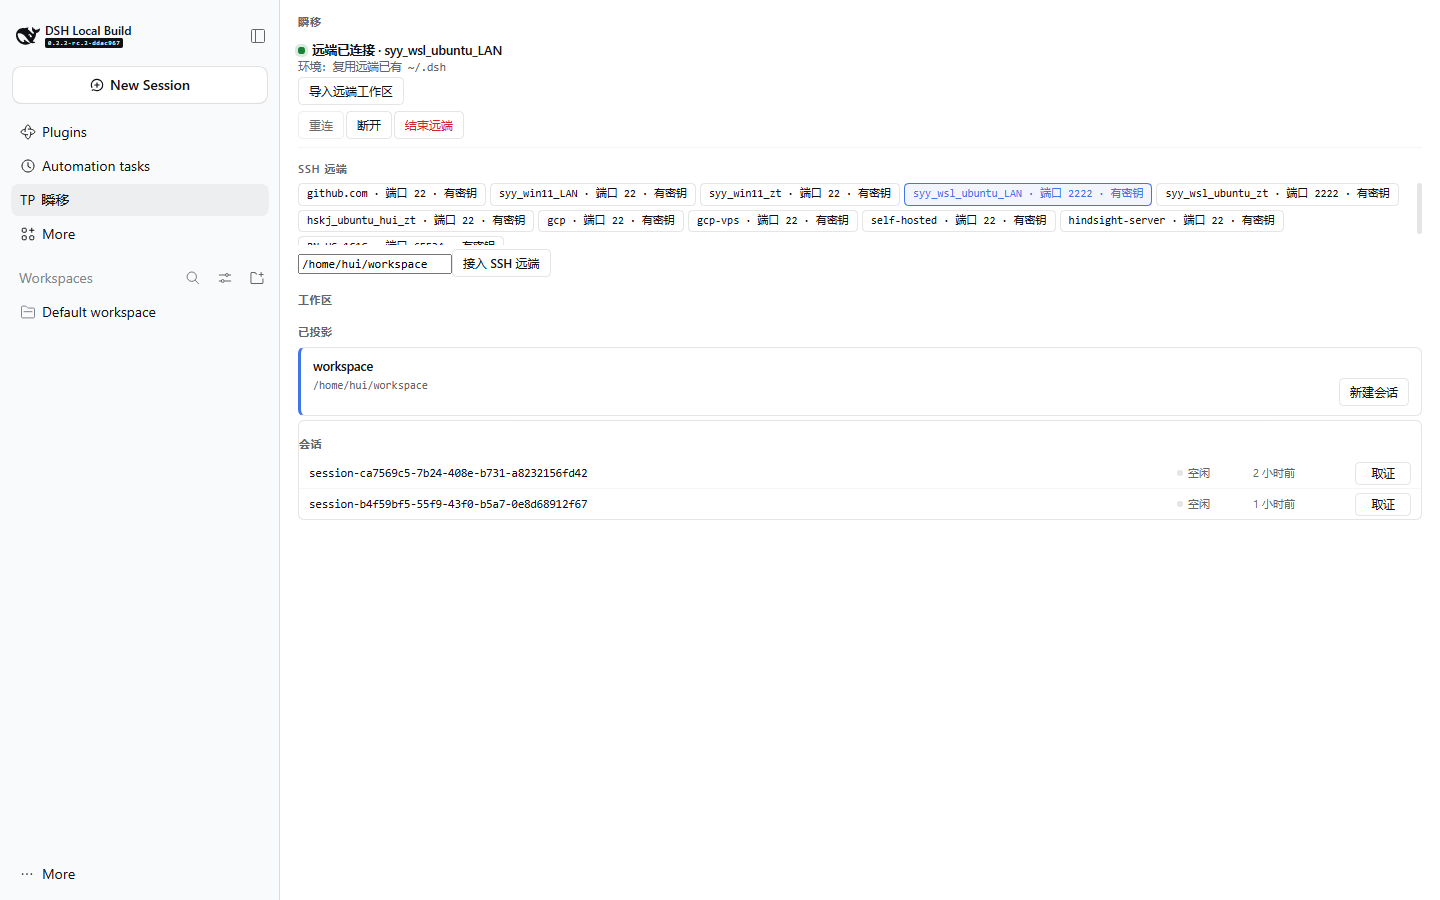 DSH Local Build
0.2.2-rc.2-ddac967
New Session
Plugins
Automation tasks
TP 瞬移
More
Workspaces
Default workspace
More
瞬移
远端已连接 · syy_wsl_ubuntu_LAN
环境: 复用远端已有 ~/.dsh
导入远端工作区
重连 断开 结束远端
SSH 远端
github.com · 端口 22 · 有密钥 syy_win11_LAN · 端口 22 · 有密钥 syy_win11_zt · 端口 22 · 有密钥 syy_wsl_ubuntu_LAN · 端口 2222 · 有密钥 syy_wsl_ubuntu_zt · 端口 2222 · 有密钥
hskj_ubuntu_hui_zt · 端口 22 · 有密钥 gcp · 端口 22 · 有密钥 gcp-vps · 端口 22 · 有密钥 self-hosted · 端口 22 · 有密钥 hindsight-server · 端口 22 · 有密钥
/home/hui/workspace 接入 SSH 远端
工作区
已投影
workspace
/home/hui/workspace
新建会话
会话
session-ca7569c5-7b24-408e-b731-a8232156fd42 空闲 2 小时前 取证
session-b4f59bf5-55f9-43f0-b5a7-0e8d68912f67 空闲 1 小时前 取证